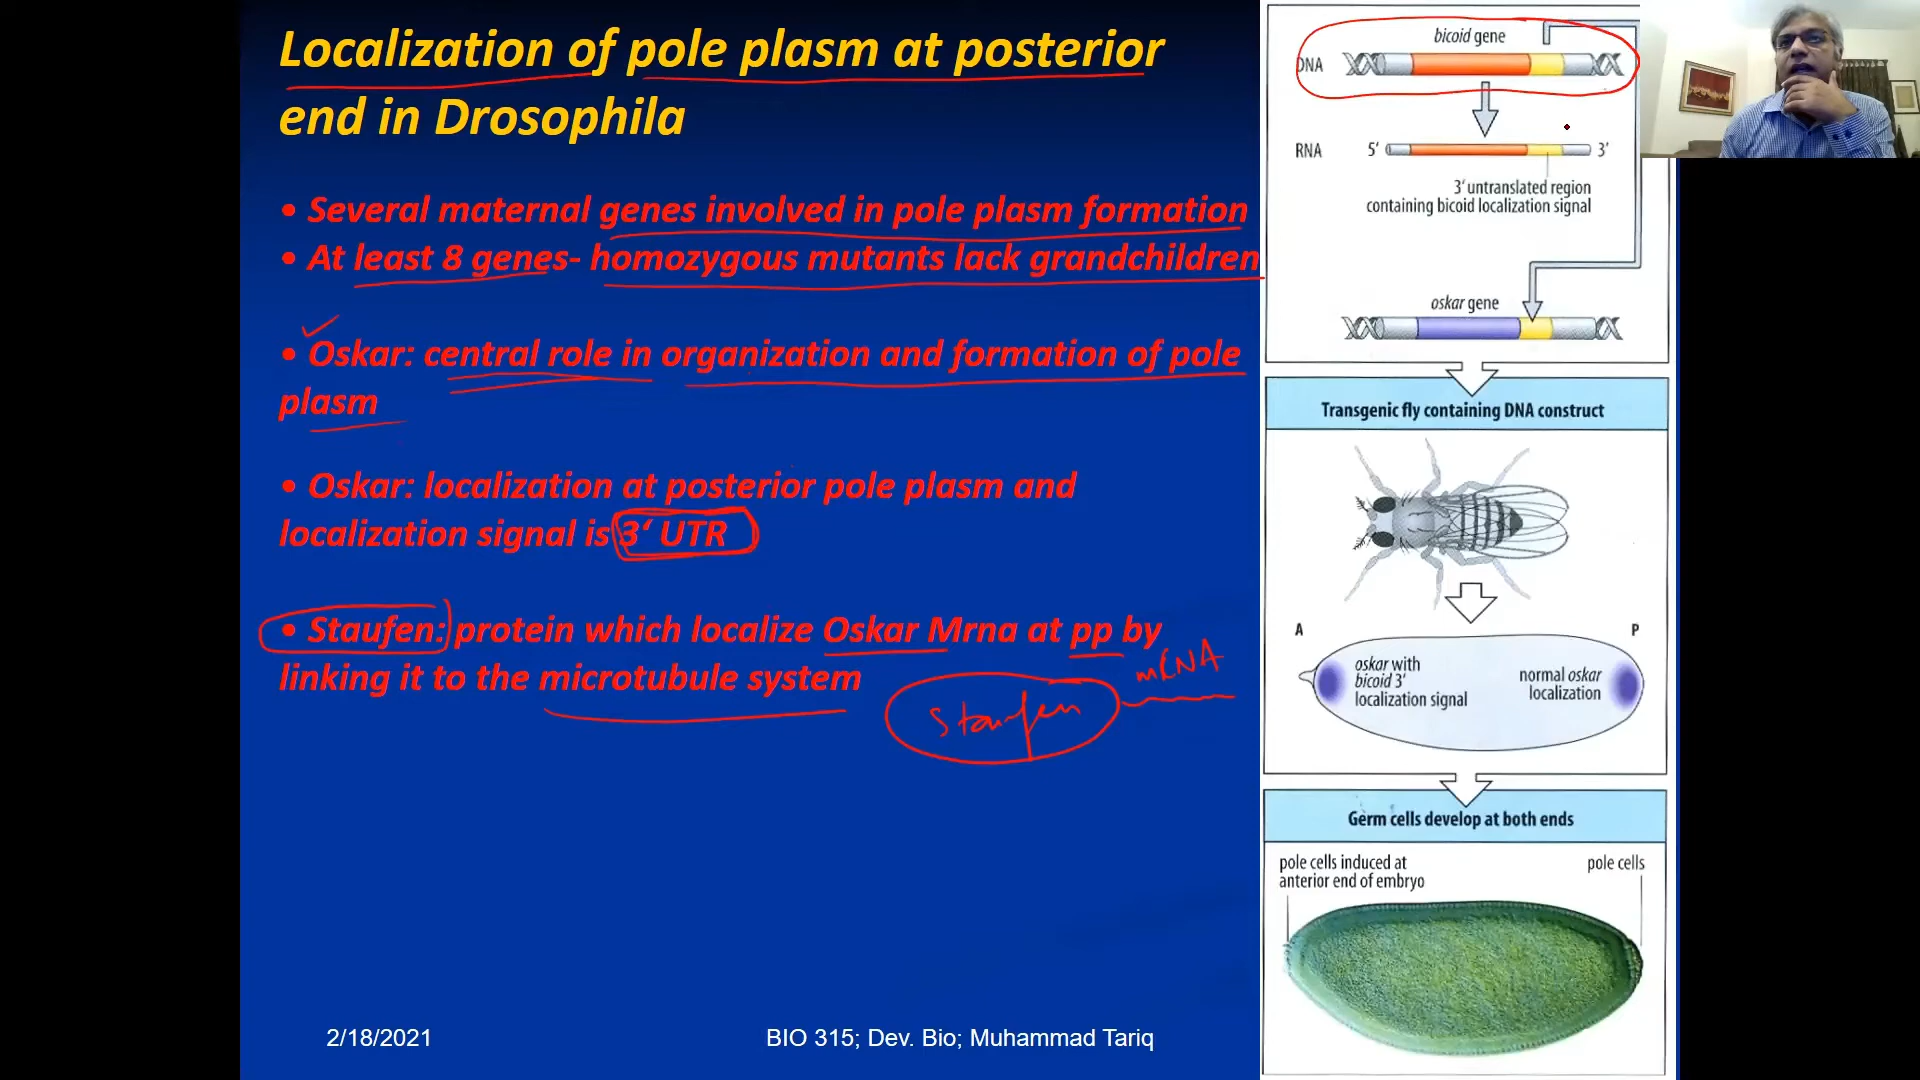 Localization of pole plasm at posterior
end in Drosophila
• Several maternal genes involved in pole plasm formation
• At least 8 genes- homozygous mutants lack grandchildren
• Oskar: central role in organization and formation of pole
plasm
• Oskar: localization at posterior pole plasm and
localization signal is 3‘ UTR
• Staufen: protein which localize Oskar Mrna at pp by
linking it to the microtubule system
Staufen
mRNA
2/18/2021
BIO 315; Dev. Bio; Muhammad Tariq
bicoid gene
DNA
RNA 5′ 3′
3′ untranslated region
containing bicoid localization signal
oskar gene
Transgenic fly containing DNA construct
A P
oskar with
bicoid 3′
localization signal
normal oskar
localization
Germ cells develop at both ends
pole cells induced at
anterior end of embryo
pole cells